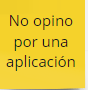 No opino
por una
aplicación